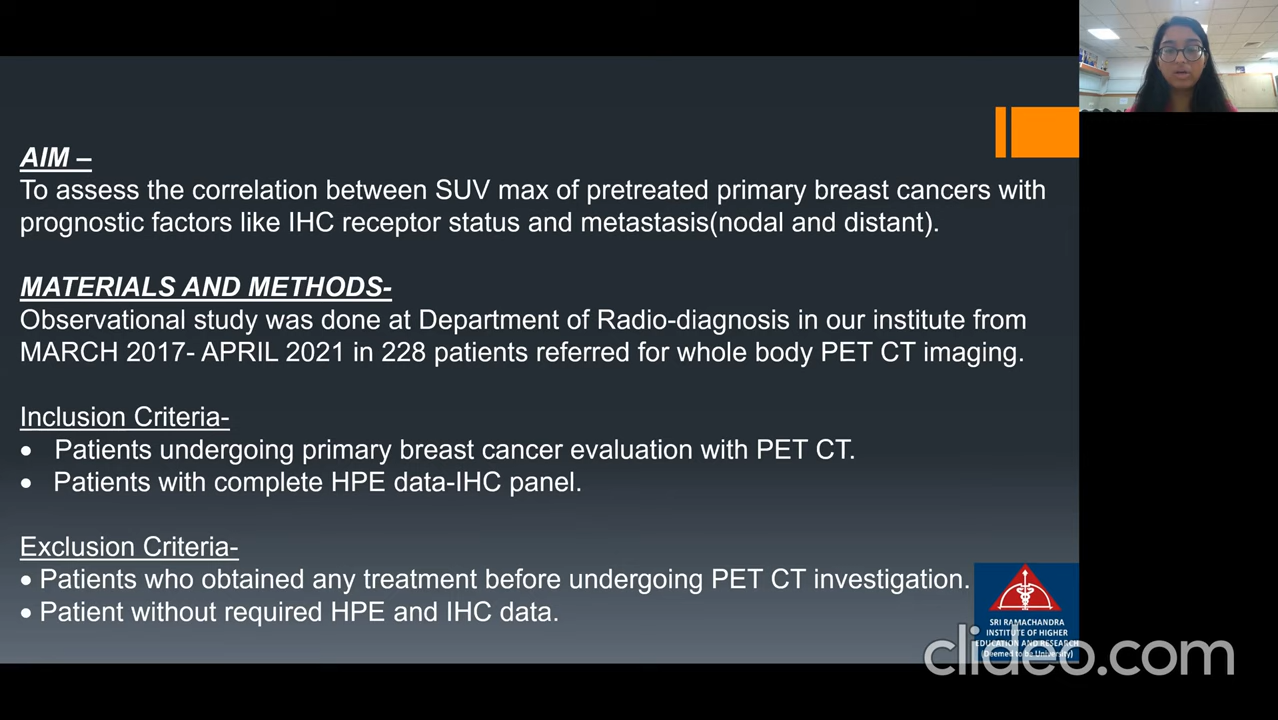 AIM –
To assess the correlation between SUV max of pretreated primary breast cancers with
prognostic factors like IHC receptor status and metastasis(nodal and distant).
MATERIALS AND METHODS-
Observational study was done at Department of Radio-diagnosis in our institute from
MARCH 2017- APRIL 2021 in 228 patients referred for whole body PET CT imaging.
Inclusion Criteria-
• Patients undergoing primary breast cancer evaluation with PET CT.
• Patients with complete HPE data-IHC panel.
Exclusion Criteria-
• Patients who obtained any treatment before undergoing PET CT investigation.
• Patient without required HPE and IHC data.
SRI RAMACHANDRA
INSTITUTE OF HIGHER
EDUCATION AND RESEARCH
(Deemed to be University)
clideo.com